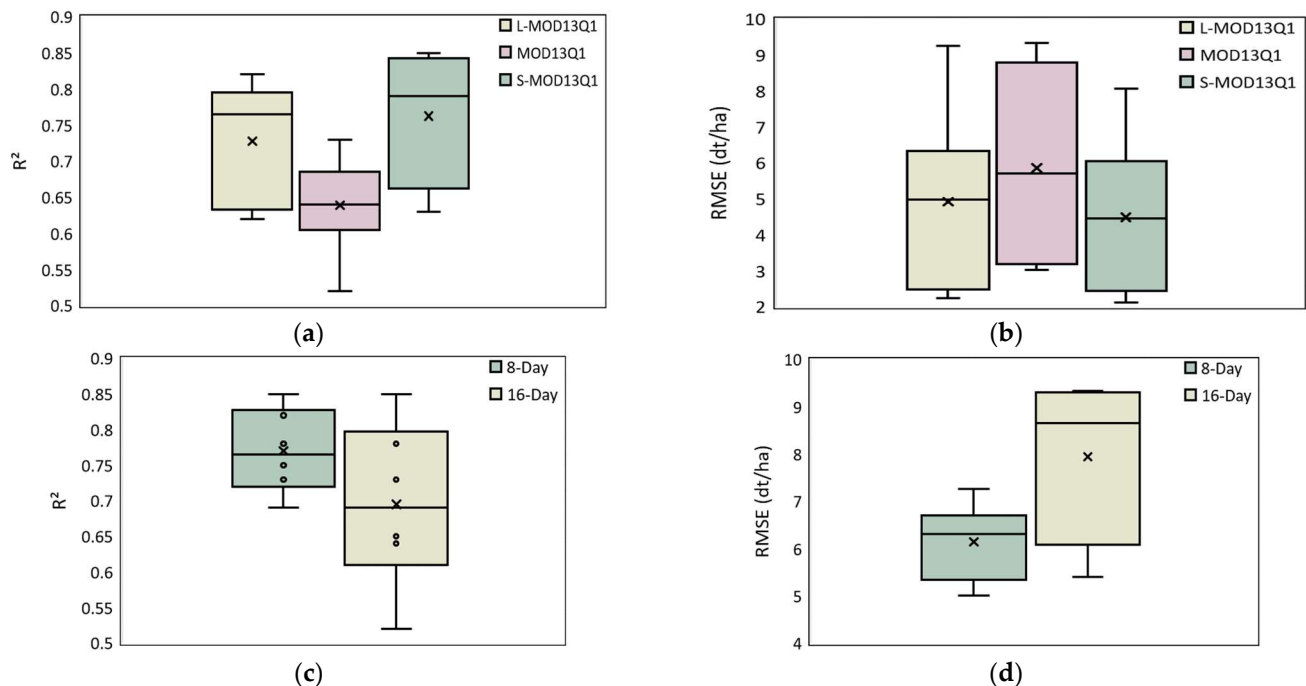 0.9
0.85
0.8
0.75
0.7
0.65
0.6
0.55
0.5
R²
L-MOD13Q1
MOD13Q1
S-MOD13Q1
(a)
10
9
8
7
6
5
4
3
2
RMSE (dt/ha)
L-MOD13Q1
MOD13Q1
S-MOD13Q1
(b)
0.9
0.85
0.8
0.75
0.7
0.65
0.6
0.55
0.5
R²
8-Day
16-Day
(c)
10
9
8
7
6
5
4
RMSE (dt/ha)
8-Day
16-Day
(d)